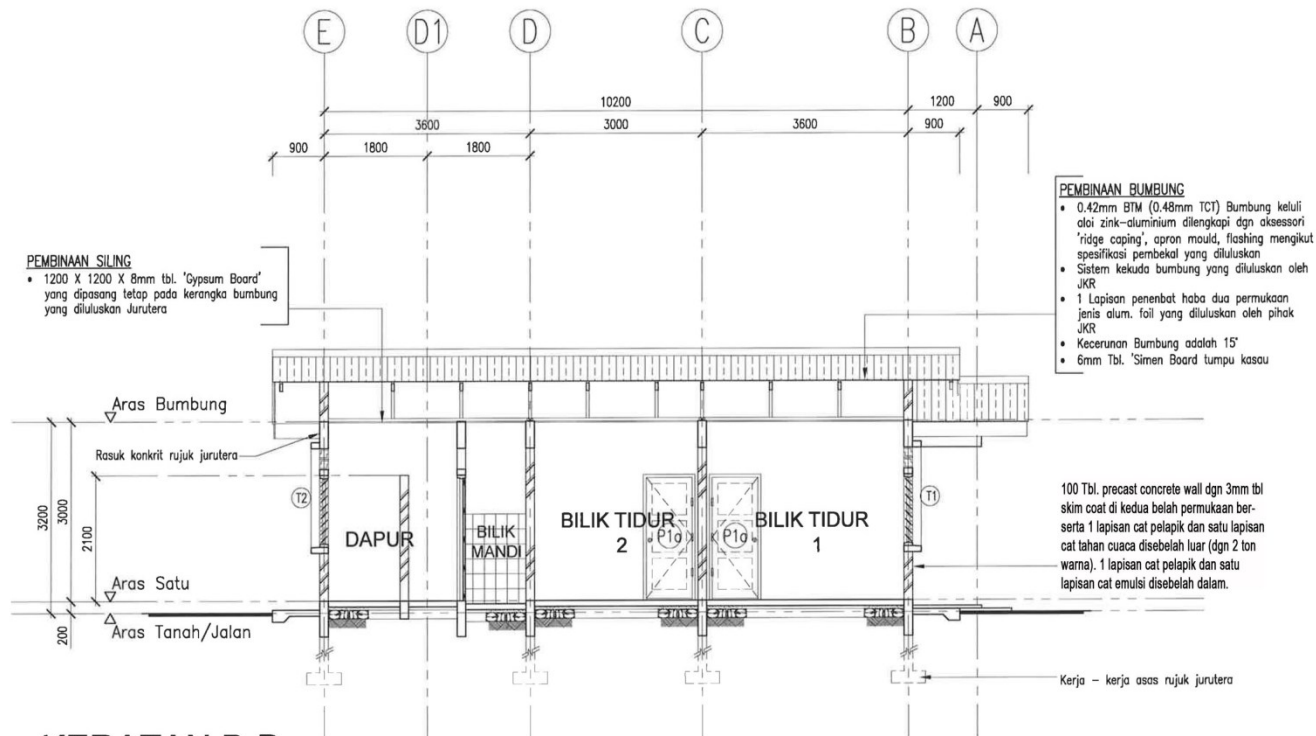 E D1 D C B A
10200 1200 900
3600 3000 3600 900
900 1800 1800
PEMBINAAN BUMBUNG
• 0.42mm BTM (0.48mm TCT) Bumbung keluli
aloi zink-aluminium dilengkapi dgn aksessori
'ridge caping', apron mould, flashing mengikut
spesifikasi pembekal yang diluluskan
• Sistem kekuda bumbung yang diluluskan oleh
JKR
• 1 Lapisan penenbat haba dua permukaan
jenis alum. foil yang diluluskan oleh pihak
JKR
• Kecerunan Bumbung adalah 15°
• 6mm Tbl. 'Simen Board tumpu kasau
PEMBINAAN SILING
• 1200 X 1200 X 8mm tbl. 'Gypsum Board'
yang dipasang tetap pada kerangka bumbung
yang diluluskan Jurutera
Aras Bumbung
Rasuk konkrit rujuk jurutera
3200
3000
2100
200
T2
DAPUR
BILIK
MANDI
BILIK TIDUR
2
P1a
P1a
BILIK TIDUR
1
T1
100 Tbl. precast concrete wall dgn 3mm tbl
skim coat di kedua belah permukaan ber-
serta 1 lapisan cat pelapik dan satu lapisan
cat tahan cuaca disebelah luar (dgn 2 ton
warna). 1 lapisan cat pelapik dan satu
lapisan cat emulsi disebelah dalam.
Aras Satu
Aras Tanah/Jalan
Kerja - kerja asas rujuk jurutera